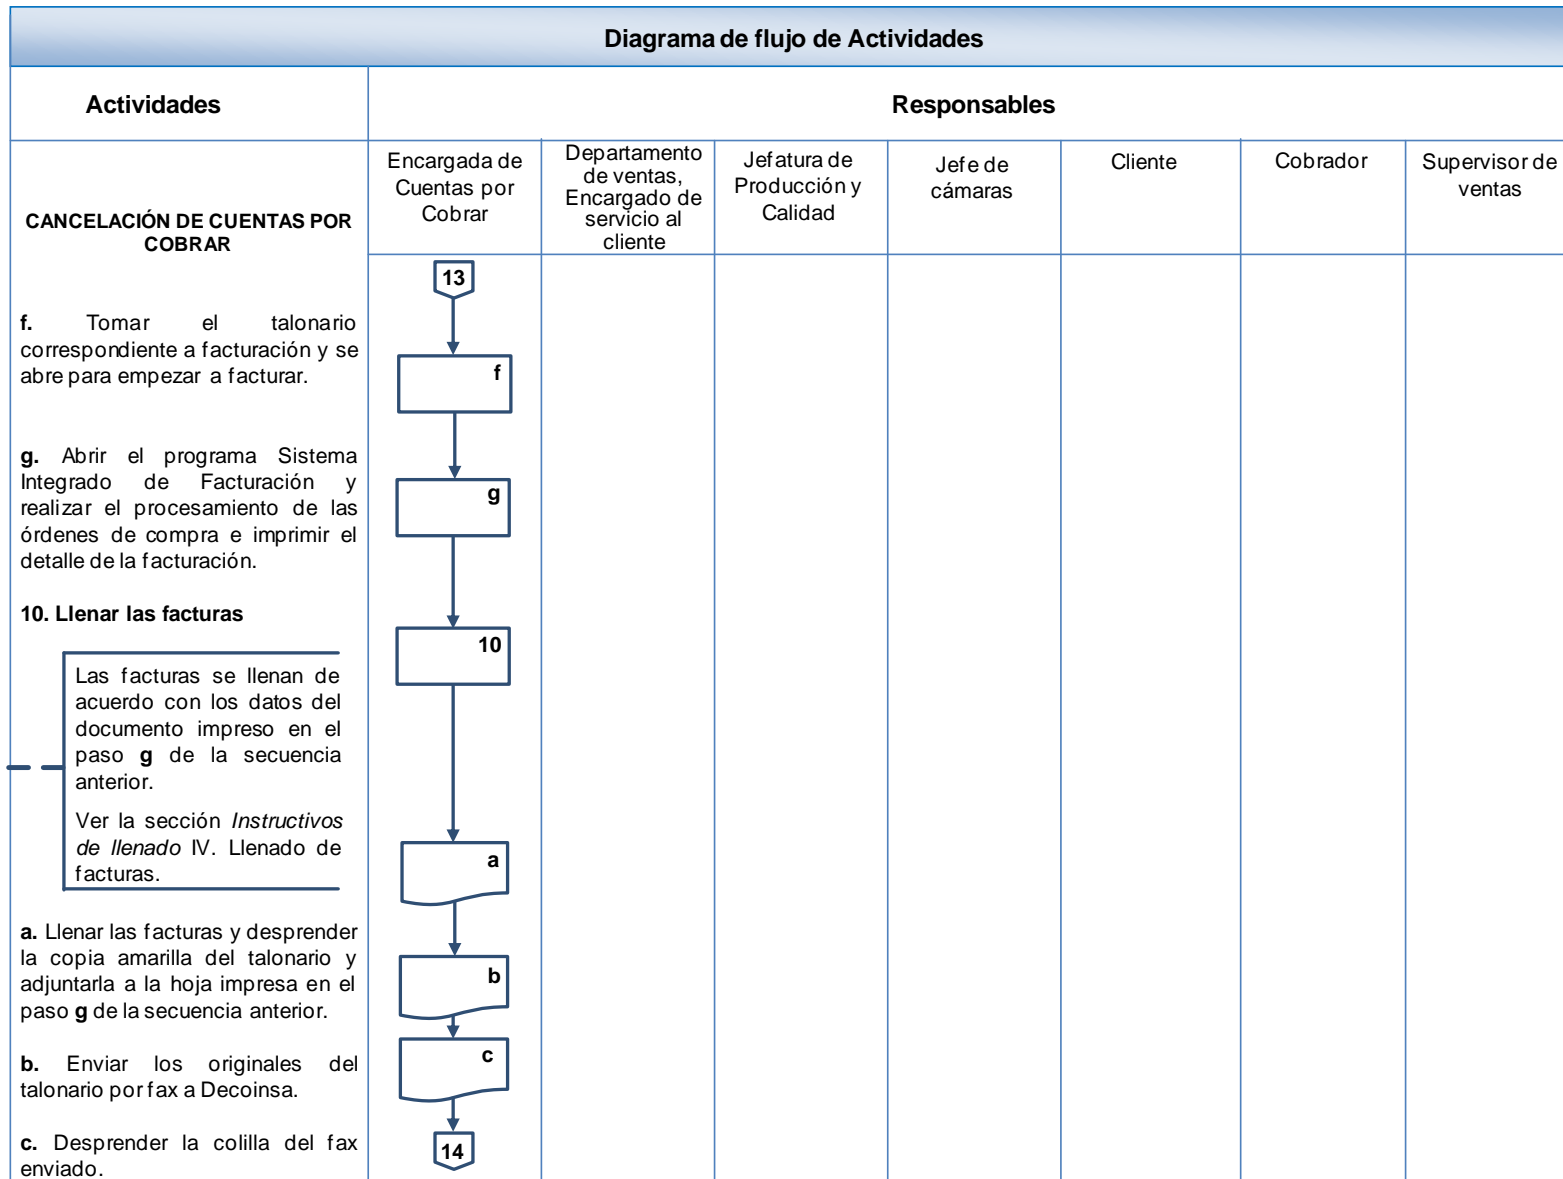 Diagrama de flujo de Actividades
Actividades
Responsables
CANCELACIÓN DE CUENTAS POR
COBRAR
Encargada de
Cuentas por
Cobrar
Departamento
de ventas,
Encargado de
servicio al
cliente
Jefatura de
Producción y
Calidad
Jefe de
cámaras
Cliente
Cobrador
Supervisor de
ventas
f. Tomar el talonario
correspondiente a facturación y se
abre para empezar a facturar.
g. Abrir el programa Sistema
Integrado de Facturación y
realizar el procesamiento de las
órdenes de compra e imprimir el
detalle de la facturación.
10. Llenar las facturas
Las facturas se llenan de
acuerdo con los datos del
documento impreso en el
paso g de la secuencia
anterior.
Ver la sección Instructivos
de llenado IV. Llenado de
facturas.
a. Llenar las facturas y desprender
la copia amarilla del talonario y
adjuntarla a la hoja impresa en el
paso g de la secuencia anterior.
b. Enviar los originales del
talonario por fax a Decoinsa.
c. Desprender la colilla del fax
enviado.
13
f
g
10
a
b
c
14